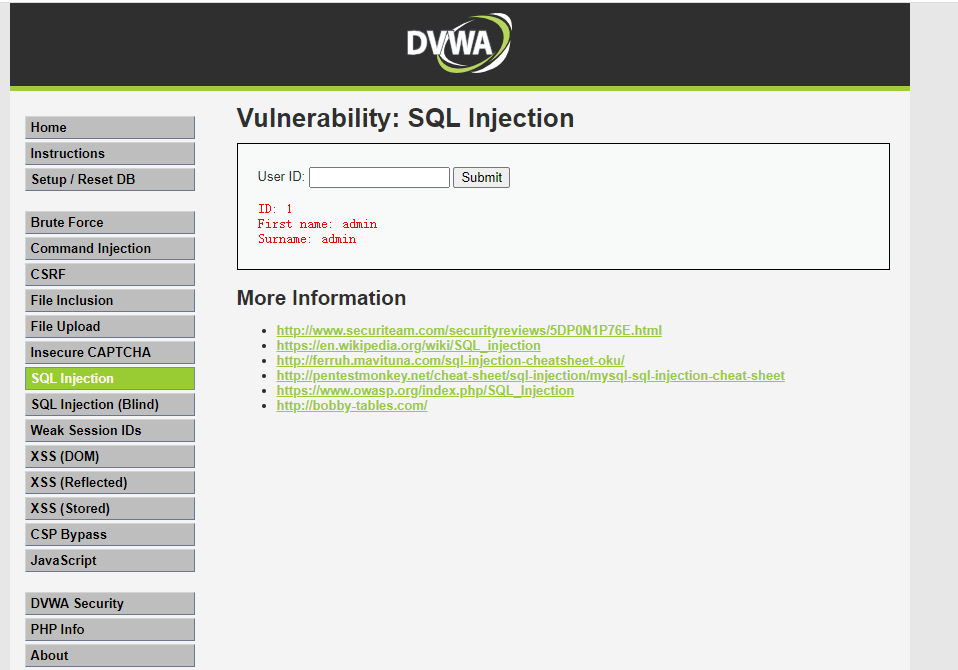 DVWA
Home
Instructions
Setup / Reset DB
Brute Force
Command Injection
CSRF
File Inclusion
File Upload
Insecure CAPTCHA
SQL Injection
SQL Injection (Blind)
Weak Session IDs
XSS (DOM)
XSS (Reflected)
XSS (Stored)
CSP Bypass
JavaScript
DVWA Security
PHP Info
About
Vulnerability: SQL Injection
User ID: Submit
ID: 1
First name: admin
Surname: admin
More Information
http://www.securiteam.com/securityreviews/5DP0N1P76E.html
https://en.wikipedia.org/wiki/SQL_injection
http://ferruh.mavituna.com/sql-injection-cheatsheet-oku/
http://pentestmonkey.net/cheat-sheet/sql-injection/mysql-sql-injection-cheat-sheet
https://www.owasp.org/index.php/SQL_Injection
http://bobby-tables.com/